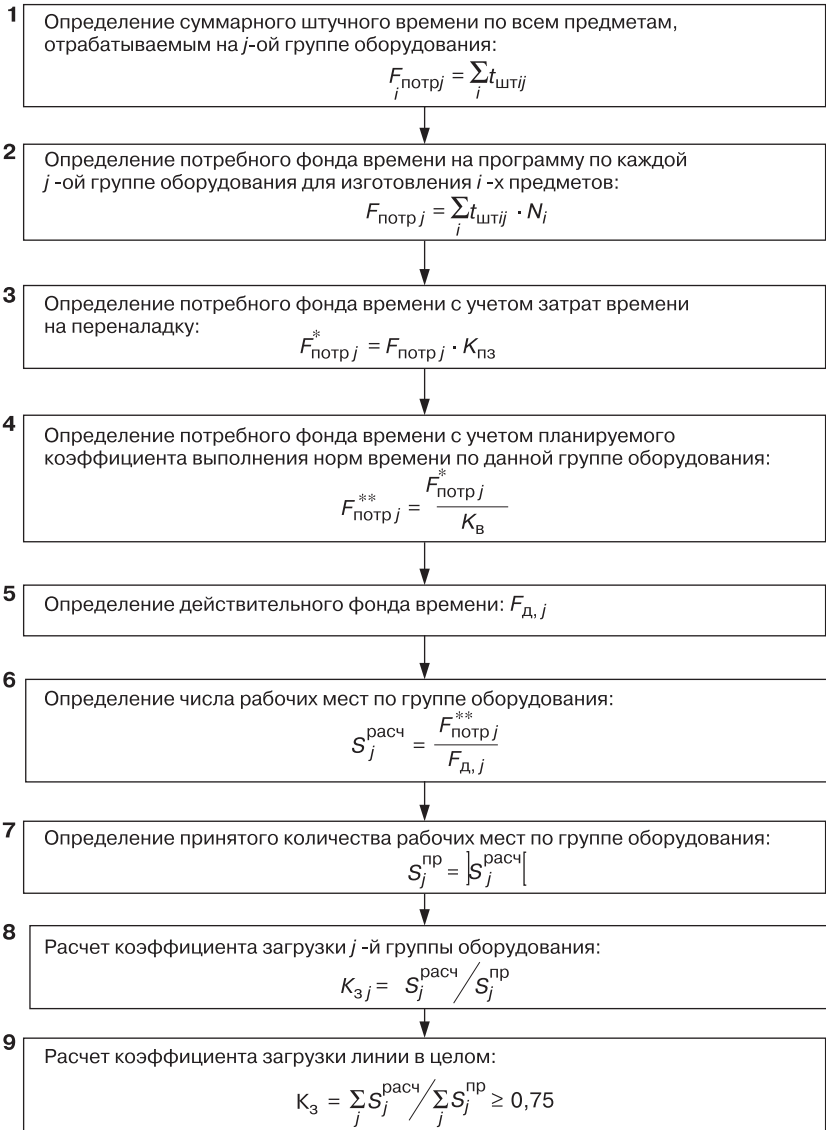 1
Определение суммарного штучного времени по всем предметам,
отрабатываемым на j-ой группе оборудования:
F_i потр j = Σ_i t_штij
2
Определение потребного фонда времени на программу по каждой
j -ой группе оборудования для изготовления i -х предметов:
F_потр j = Σ_i t_штij · N_i
3
Определение потребного фонда времени с учетом затрат времени
на переналадку:
F*_потр j = F_потр j · K_пз
4
Определение потребного фонда времени с учетом планируемого
коэффициента выполнения норм времени по данной группе оборудования:
F**_потр j = F*_потр j / K_в
5
Определение действительного фонда времени: F_д, j
6
Определение числа рабочих мест по группе оборудования:
S_j^расч = F**_потр j / F_д, j
7
Определение принятого количества рабочих мест по группе оборудования:
S_j^пр = ]S_j^расч[
8
Расчет коэффициента загрузки j -й группы оборудования:
K_з j = S_j^расч / S_j^пр
9
Расчет коэффициента загрузки линии в целом:
К_з = Σ_j S_j^расч / Σ_j S_j^пр ≥ 0,75